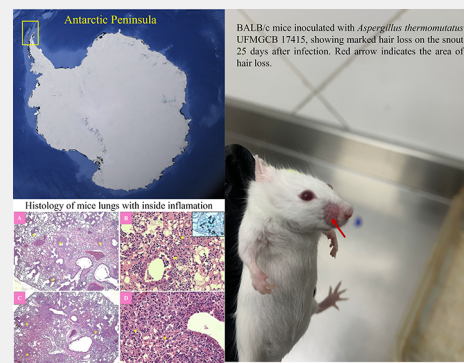 Antarctic Peninsula
BALB/c mice inoculated with Aspergillus thermomutatus
UFMGCB 17415, showing marked hair loss on the snout
25 days after infection. Red arrow indicates the area of
hair loss.
Histology of mice lungs with inside inflamation
A
B
C
D